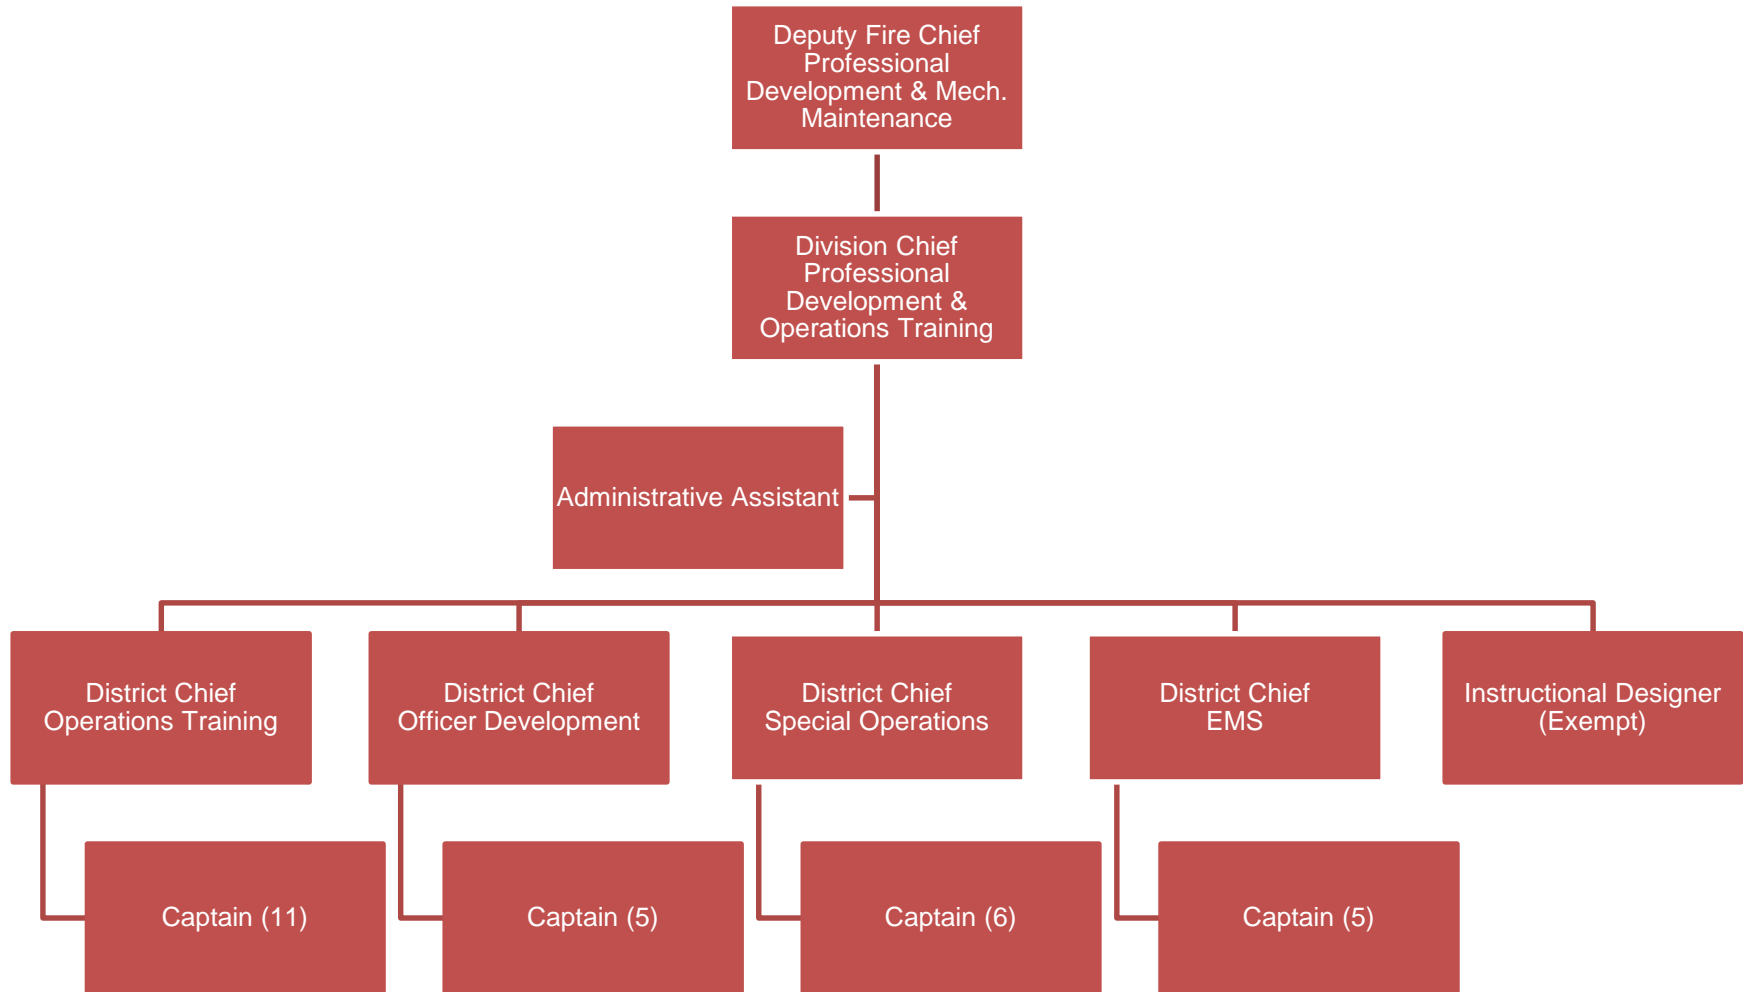 Deputy Fire Chief
Professional
Development & Mech.
Maintenance
Division Chief
Professional
Development &
Operations Training
Administrative Assistant
District Chief
Operations Training
District Chief
Officer Development
District Chief
Special Operations
District Chief
EMS
Instructional Designer
(Exempt)
Captain (11)
Captain (5)
Captain (6)
Captain (5)